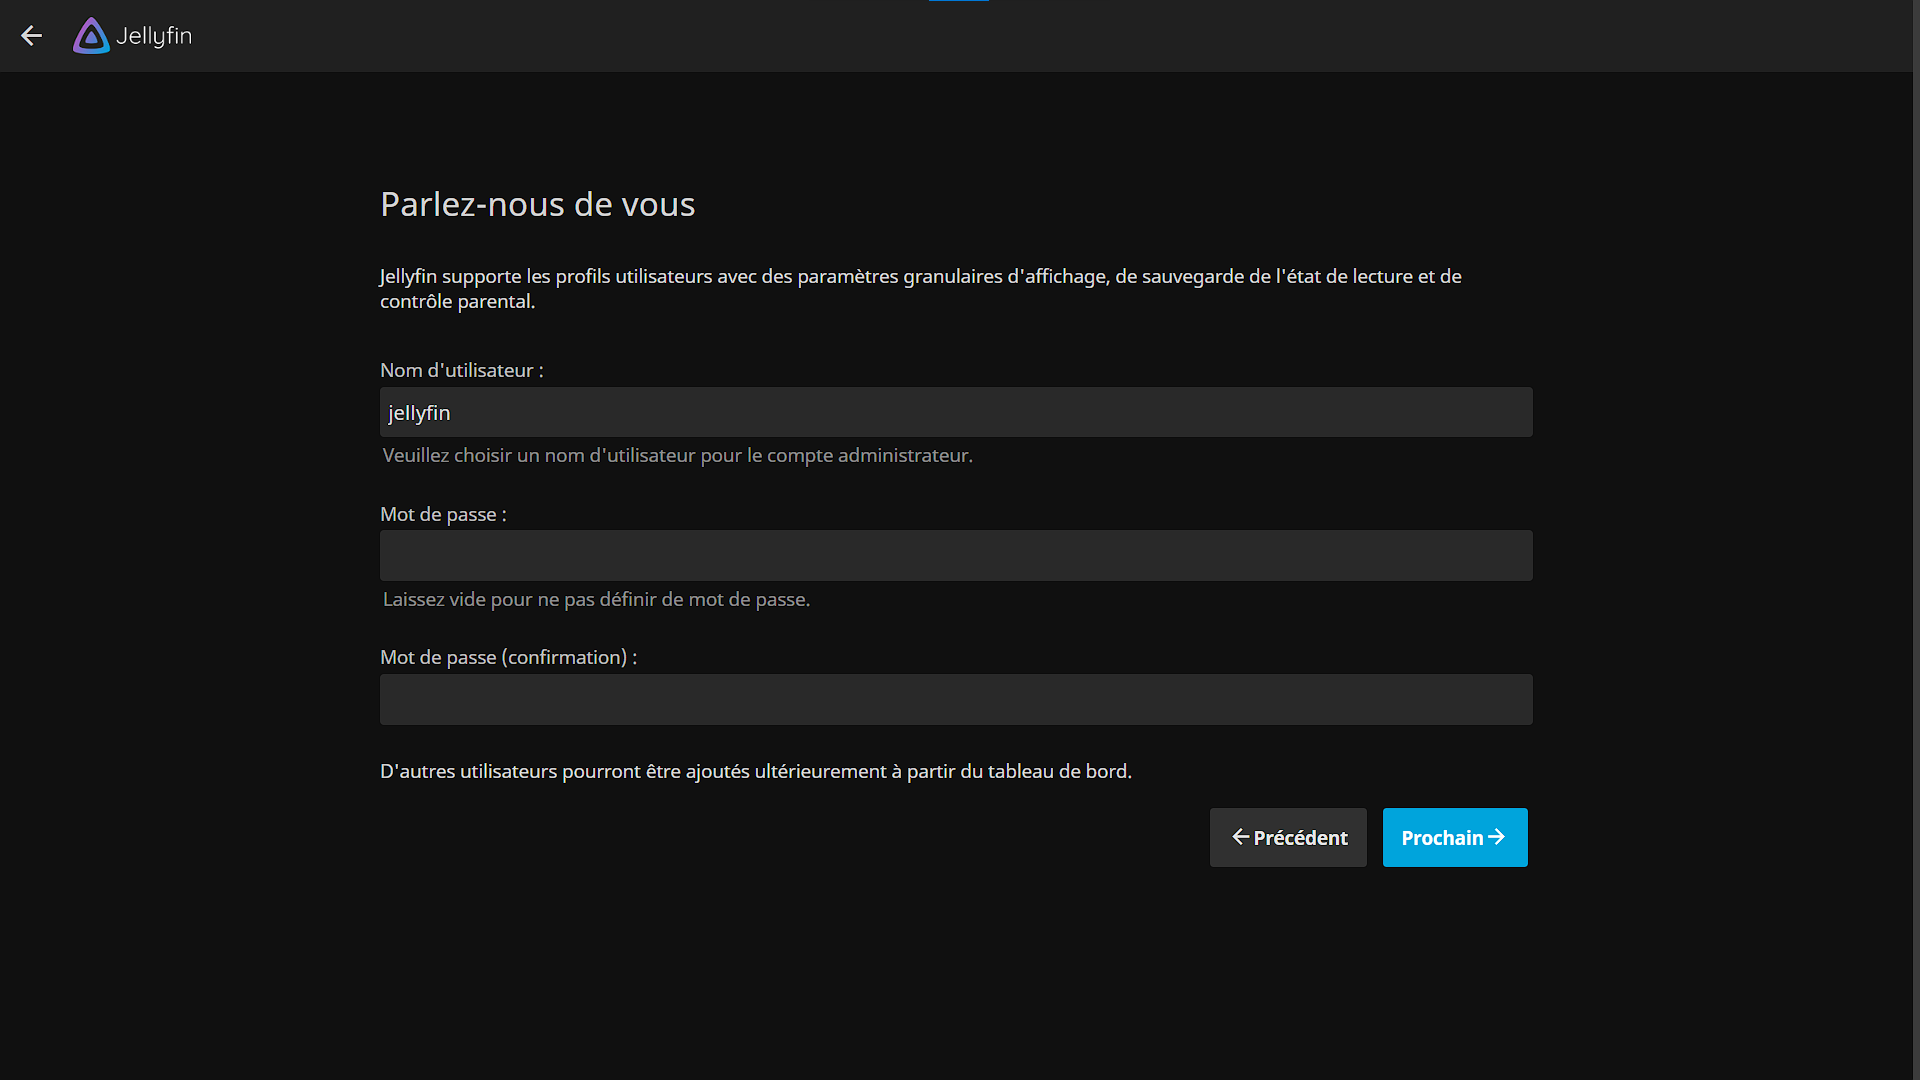 Jellyfin
Parlez-nous de vous
Jellyfin supporte les profils utilisateurs avec des paramètres granulaires d'affichage, de sauvegarde de l'état de lecture et de
contrôle parental.
Nom d'utilisateur :
jellyfin
Veuillez choisir un nom d'utilisateur pour le compte administrateur.
Mot de passe :
Laissez vide pour ne pas définir de mot de passe.
Mot de passe (confirmation) :
D'autres utilisateurs pourront être ajoutés ultérieurement à partir du tableau de bord.
Précédent
Prochain